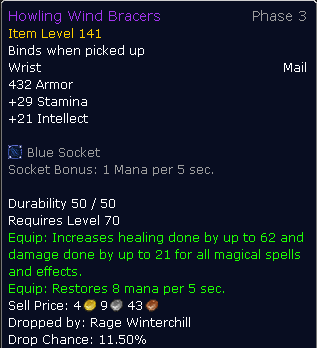 Howling Wind Bracers Phase 3
Item Level 141
Binds when picked up
Wrist Mail
432 Armor
+29 Stamina
+21 Intellect
Blue Socket
Socket Bonus: 1 Mana per 5 sec.
Durability 50 / 50
Requires Level 70
Equip: Increases healing done by up to 62 and
damage done by up to 21 for all magical spells
and effects.
Equip: Restores 8 mana per 5 sec.
Sell Price: 4 9 43
Dropped by: Rage Winterchill
Drop Chance: 11.50%